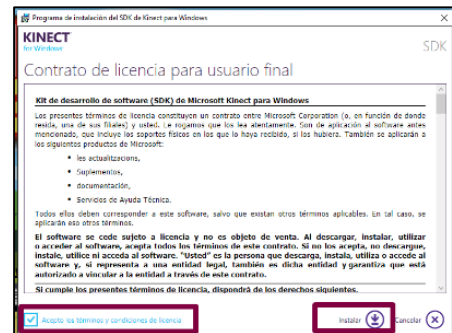 Programa de instalación del SDK de Kinect para Windows
KINECT
for Windows
SDK
Contrato de licencia para usuario final
Kit de desarrollo de software (SDK) de Microsoft Kinect para Windows
Los presentes términos de licencia constituyen un contrato entre Microsoft Corporation (o, en función de donde
resida, una de sus filiales) y usted. Le rogamos que los lea atentamente. Son de aplicación al software antes
mencionado, que incluye los soportes físicos en los que lo haya recibido, si los hubiera. También se aplicarán a
los siguientes productos de Microsoft:
• les actualizacions,
• Suplementos,
• documentación,
• Servicios de Ayuda Técnica.
Todos ellos deben corresponder a este software, salvo que existan otros términos aplicables. En tal caso, se
aplicarán eso otros términos.
El software se cede sujeto a licencia y no es objeto de venta. Al descargar, instalar, utilizar
o acceder al software, acepta todos los términos de este contrato. Si no los acepta, no descargue,
instale, utilice ni acceda al software. "Usted" es la persona que descarga, instala, utiliza o accede al
software y, si representa a una entidad legal, también es dicha entidad y garantiza que está
autorizado a vincular a la entidad a través de este contrato.
Si cumple los presentes términos de licencia, dispondrá de los derechos siguientes.
Acepto los términos y condiciones de licencia
Instalar
Cancelar